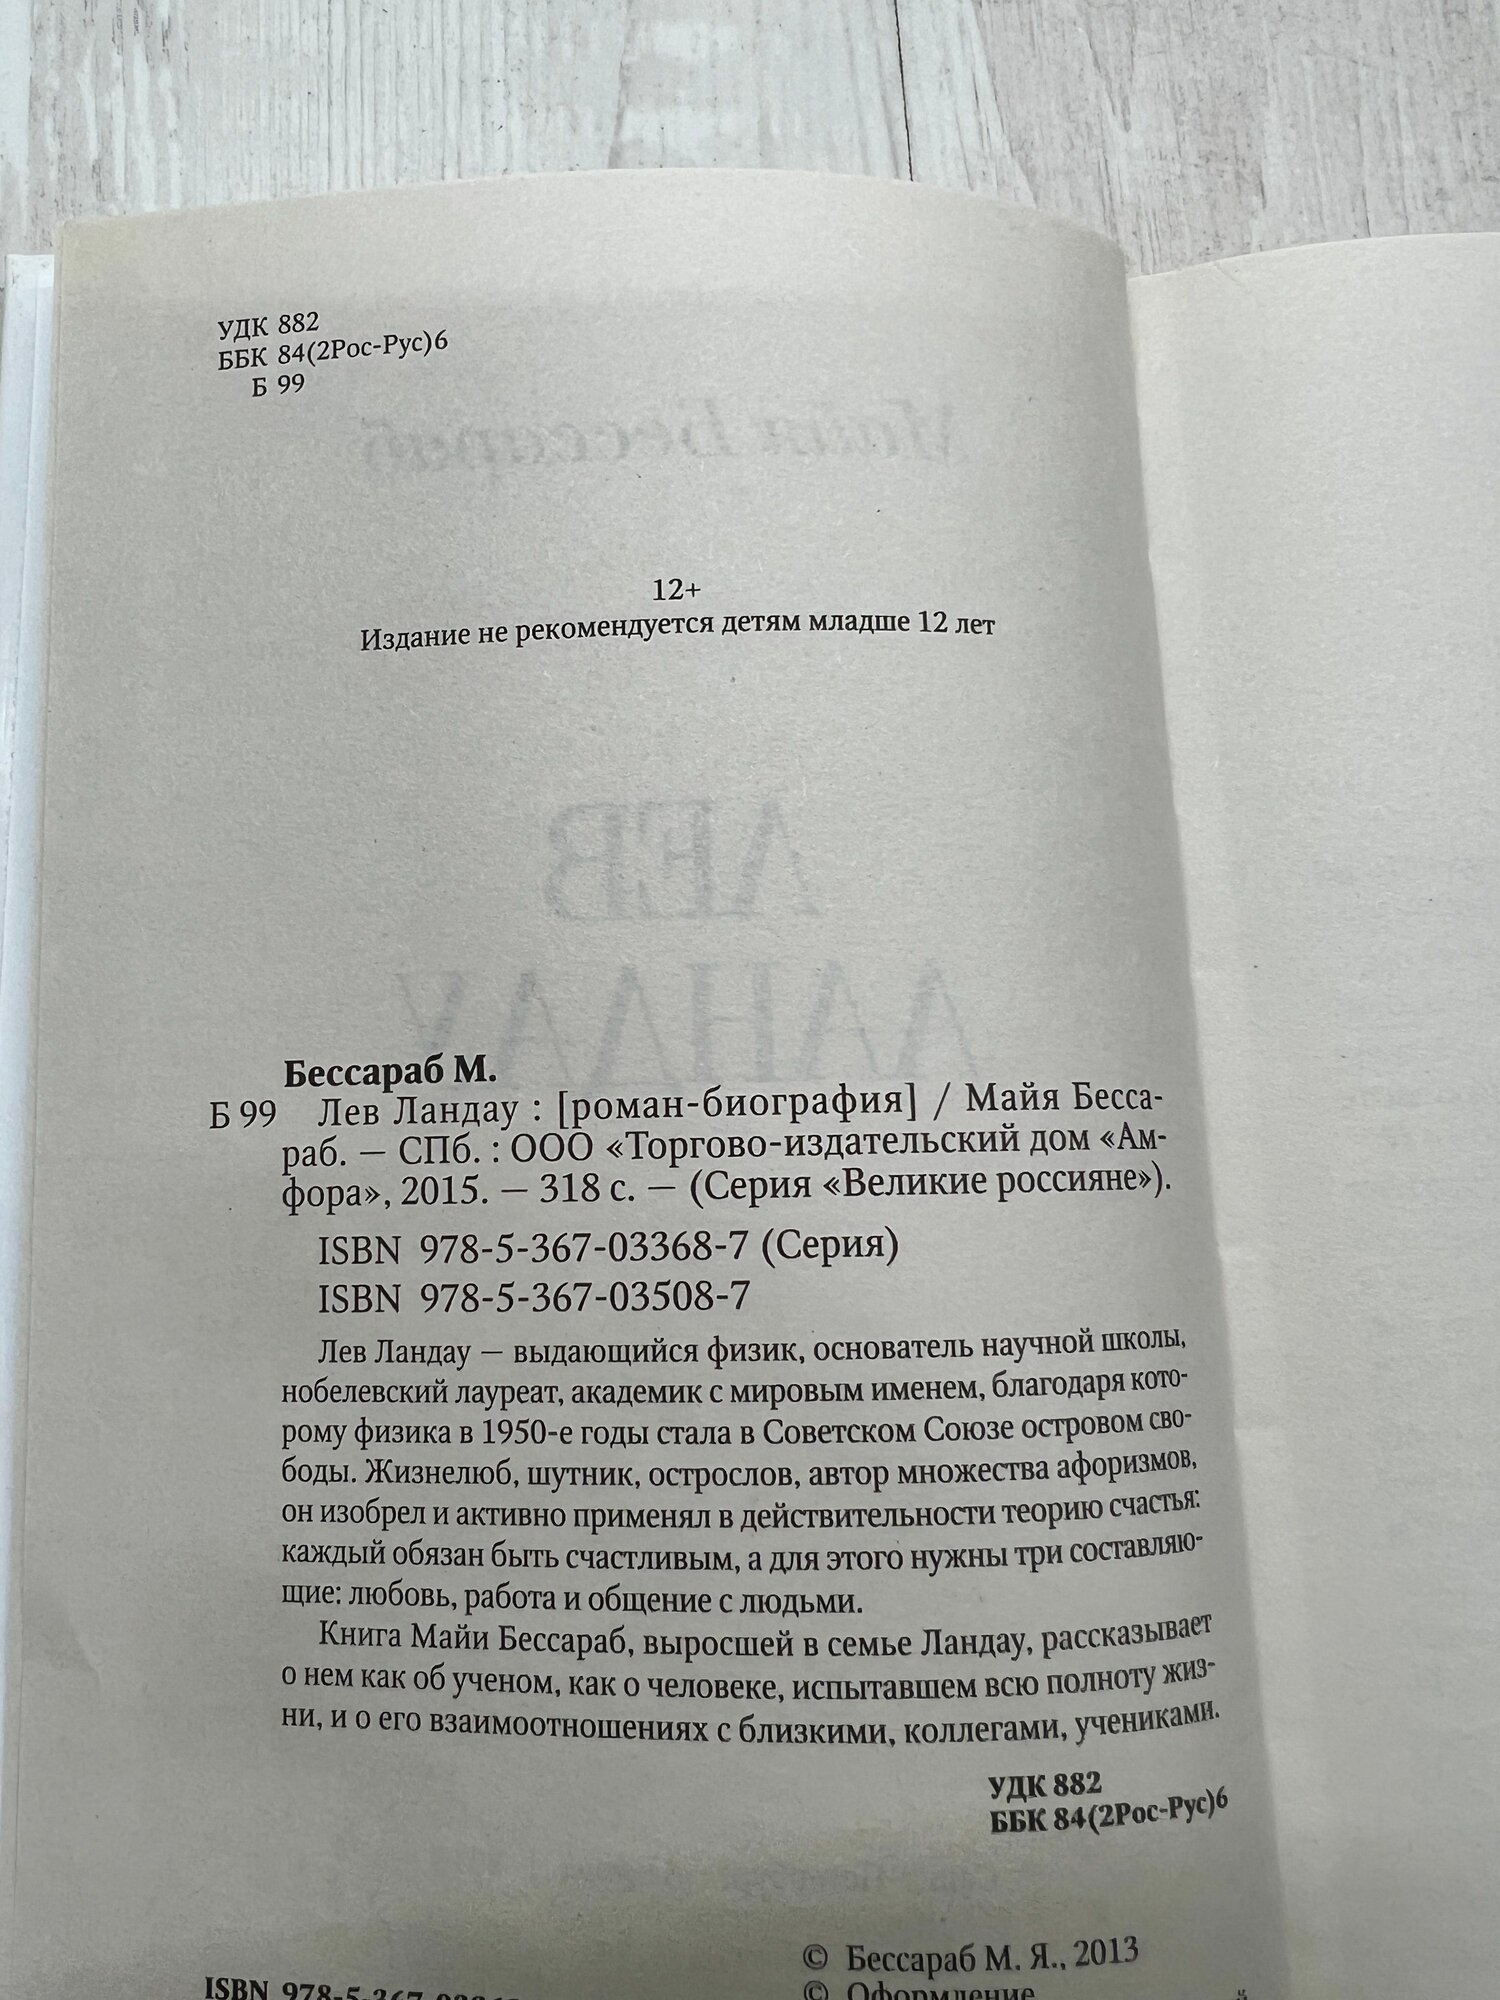 УДК 882
ББК 84(2Рос-Рус)6
Б 99
12+
Издание не рекомендуется детям младше 12 лет
Бессараб М.
Б 99 Лев Ландау : [роман-биография] / Майя Бесса-
раб. — СПб. : ООО «Торгово-издательский дом «Ам-
фора», 2015. — 318 с. — (Серия «Великие россияне»).
ISBN 978-5-367-03368-7 (Серия)
ISBN 978-5-367-03508-7
Лев Ландау — выдающийся физик, основатель научной школы,
нобелевский лауреат, академик с мировым именем, благодаря кото-
рому физика в 1950-е годы стала в Советском Союзе островом сво-
боды. Жизнелюб, шутник, острослов, автор множества афоризмов,
он изобрел и активно применял в действительности теорию счастья:
каждый обязан быть счастливым, а для этого нужны три составляю-
щие: любовь, работа и общение с людьми.
Книга Майи Бессараб, выросшей в семье Ландау, рассказывает
о нем как об ученом, как о человеке, испытавшем всю полноту жиз-
ни, и о его взаимоотношениях с близкими, коллегами, учениками.
УДК 882
ББК 84(2Рос-Рус)6
© Бессараб М. Я., 2013
ISBN
© Оформление